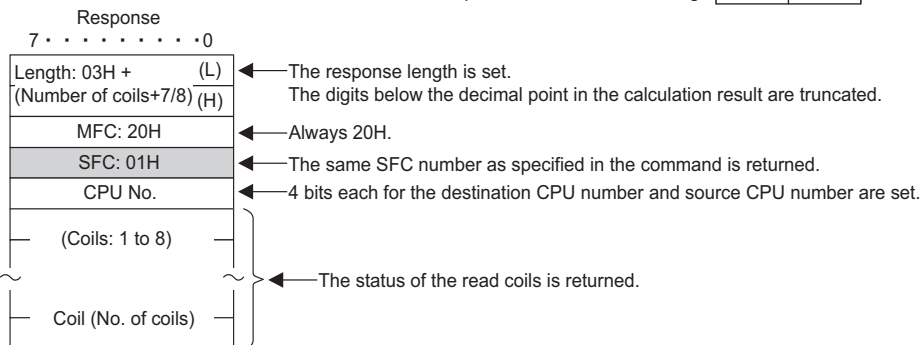 Response
7 · · · · · · · · · 0
Length: 03H + (L)
(Number of coils+7/8) (H)
The response length is set.
The digits below the decimal point in the calculation result are truncated.
MFC: 20H
Always 20H.
SFC: 01H
The same SFC number as specified in the command is returned.
CPU No.
4 bits each for the destination CPU number and source CPU number are set.
(Coils: 1 to 8)
The status of the read coils is returned.
Coil (No. of coils)